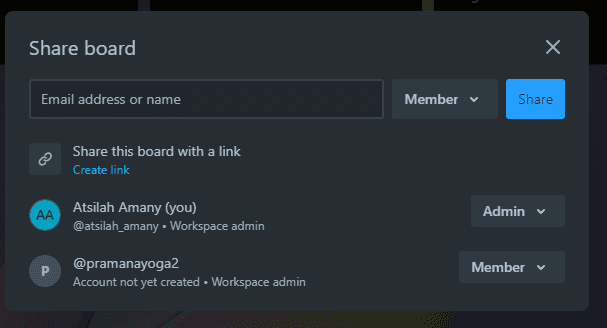 Share board
Email address or name
Member
Share
Share this board with a link
Create link
AA
Atsilah Amany (you)
@atsilah_amany • Workspace admin
Admin
P
@pramanayoga2
Account not yet created • Workspace admin
Member